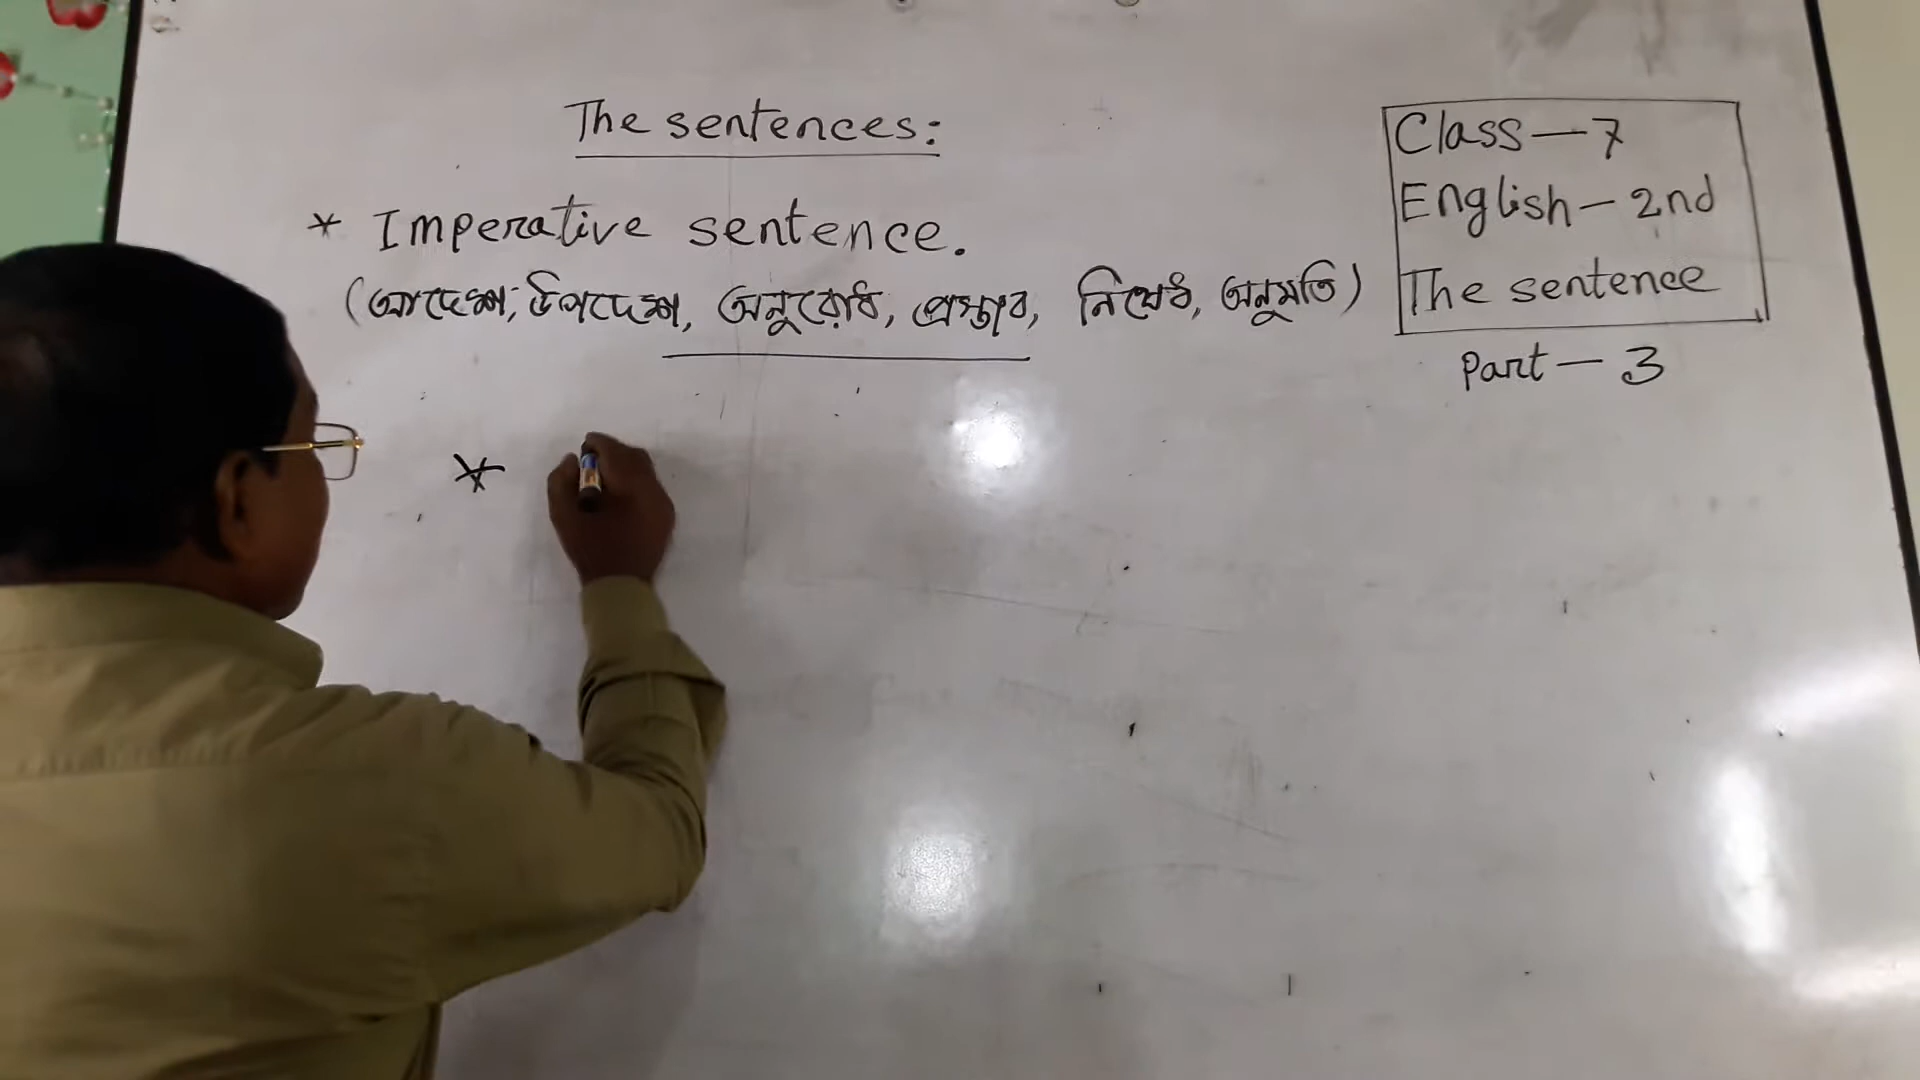 The sentences:
* Imperative sentence.
(আদেশ, উপদেশ, অনুরোধ, প্রস্তাব, নিষেধ, অনুমতি)
*
Class — 7
English — 2nd
The sentence
Part — 3